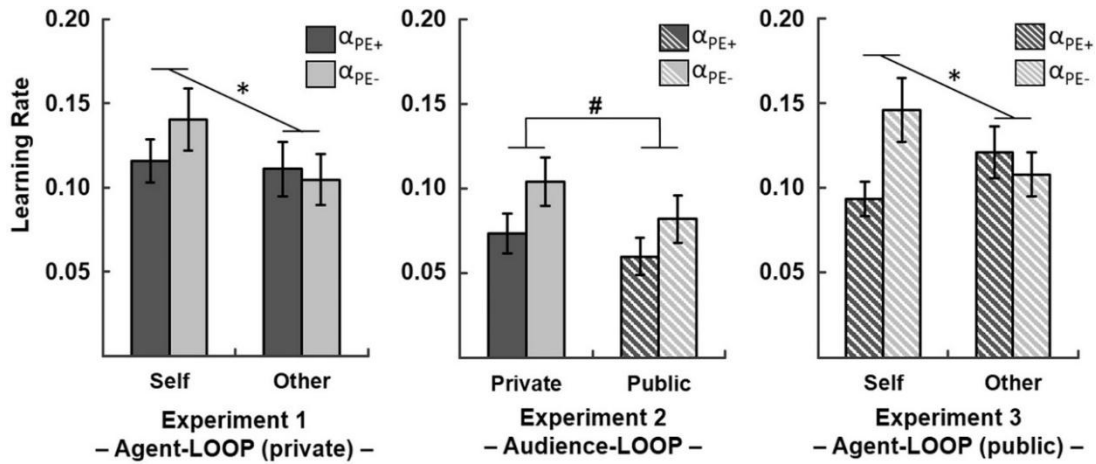 Learning Rate
0.20
0.15
0.10
0.05
αPE+
αPE-
*
Self Other
Experiment 1
– Agent-LOOP (private) –
0.20
0.15
0.10
0.05
αPE+
αPE-
#
Private Public
Experiment 2
– Audience-LOOP –
0.20
0.15
0.10
0.05
αPE+
αPE-
*
Self Other
Experiment 3
– Agent-LOOP (public) –